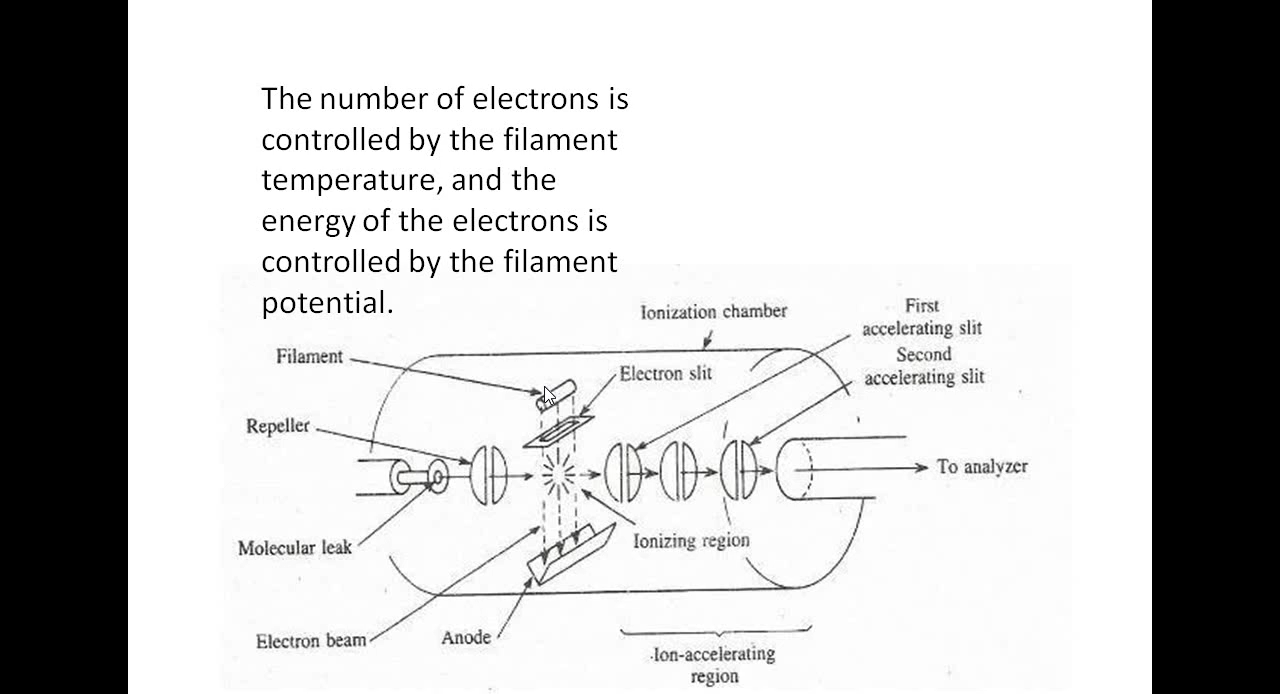 The number of electrons is
controlled by the filament
temperature, and the
energy of the electrons is
controlled by the filament
potential.
Ionization chamber
First
accelerating slit
Second
accelerating slit
Filament
Electron slit
Repeller
To analyzer
Molecular leak
Ionizing region
Electron beam
Anode
Ion-accelerating
region